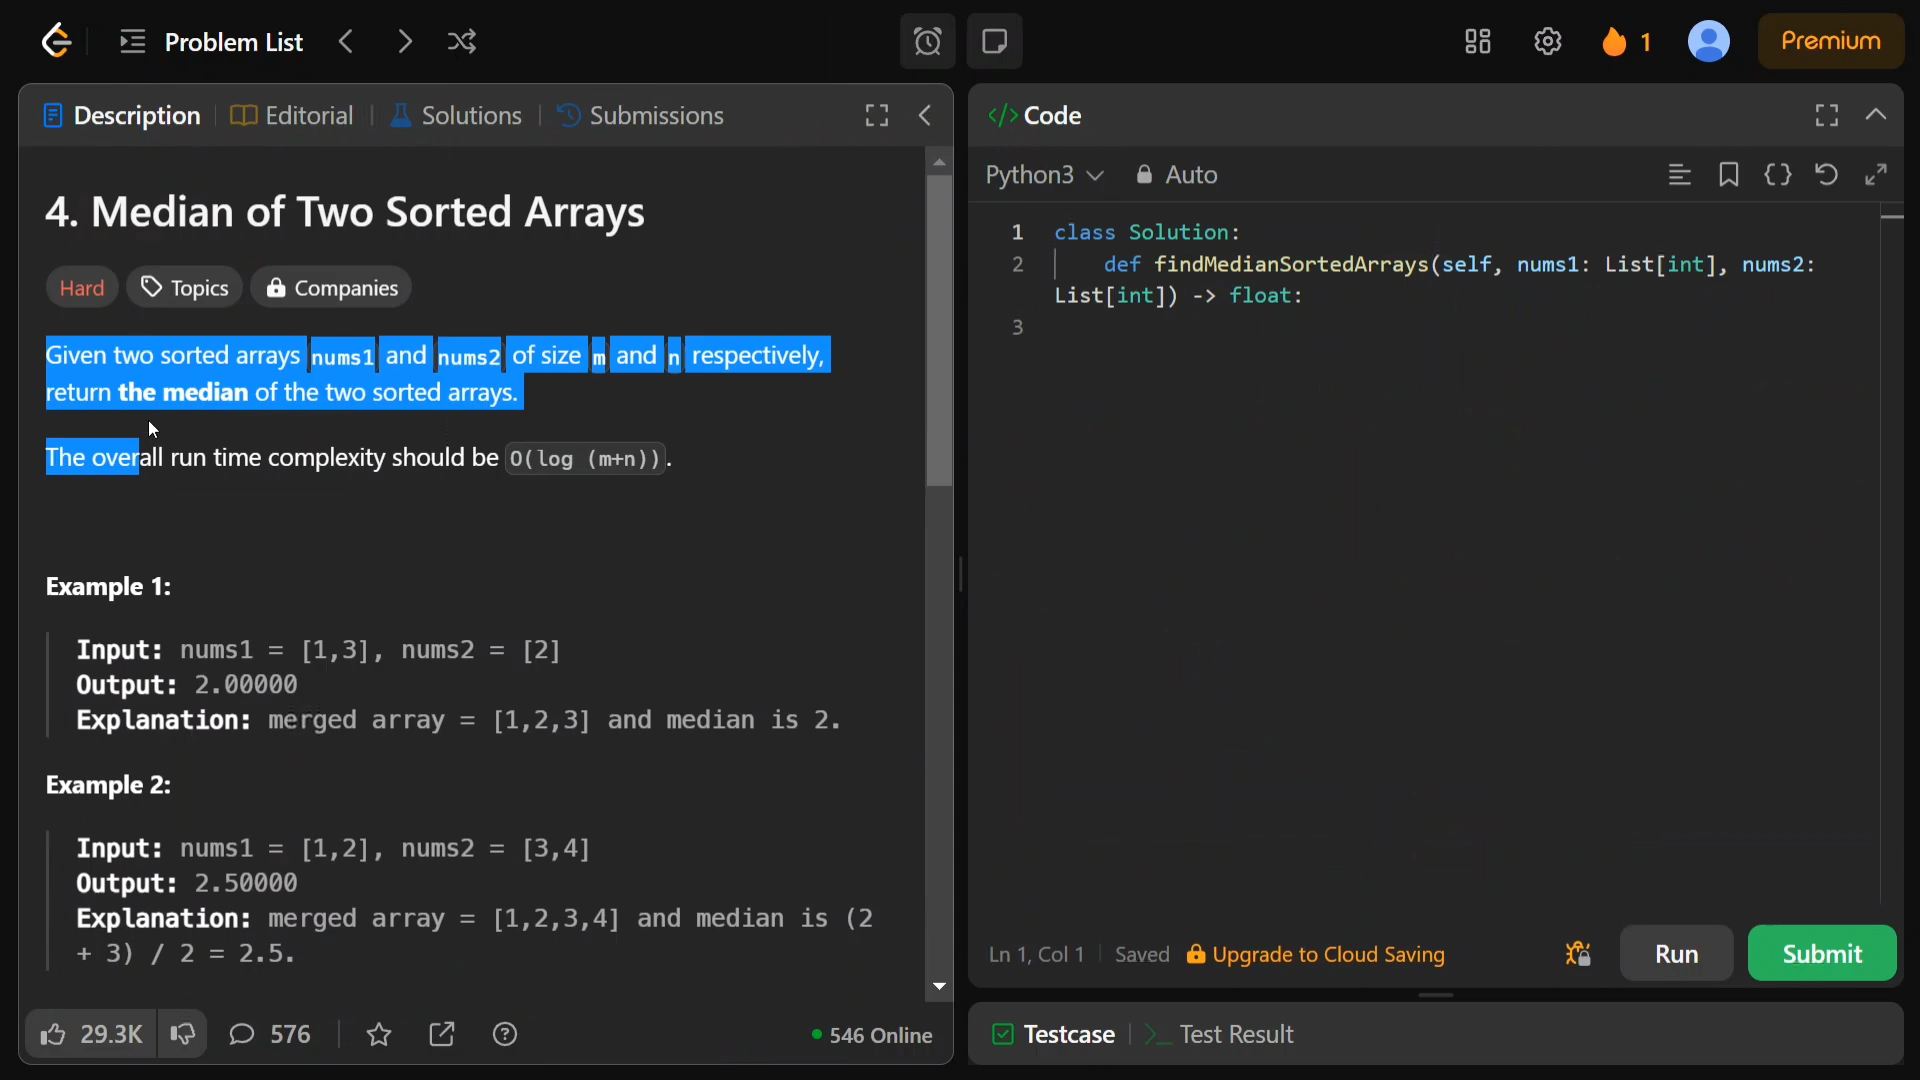 Problem List
1
Premium
Description
Editorial
Solutions
Submissions
4. Median of Two Sorted Arrays
Hard
Topics
Companies
Given two sorted arrays nums1 and nums2 of size m and n respectively,
return the median of the two sorted arrays.
The overall run time complexity should be O(log (m+n)).
Example 1:
Input: nums1 = [1,3], nums2 = [2]
Output: 2.00000
Explanation: merged array = [1,2,3] and median is 2.
Example 2:
Input: nums1 = [1,2], nums2 = [3,4]
Output: 2.50000
Explanation: merged array = [1,2,3,4] and median is (2
+ 3) / 2 = 2.5.
29.3K
576
546 Online
</> Code
Python3
Auto
1 class Solution:
2 def findMedianSortedArrays(self, nums1: List[int], nums2:
List[int]) -> float:
3
Ln 1, Col 1
Saved
Upgrade to Cloud Saving
Run
Submit
Testcase
Test Result